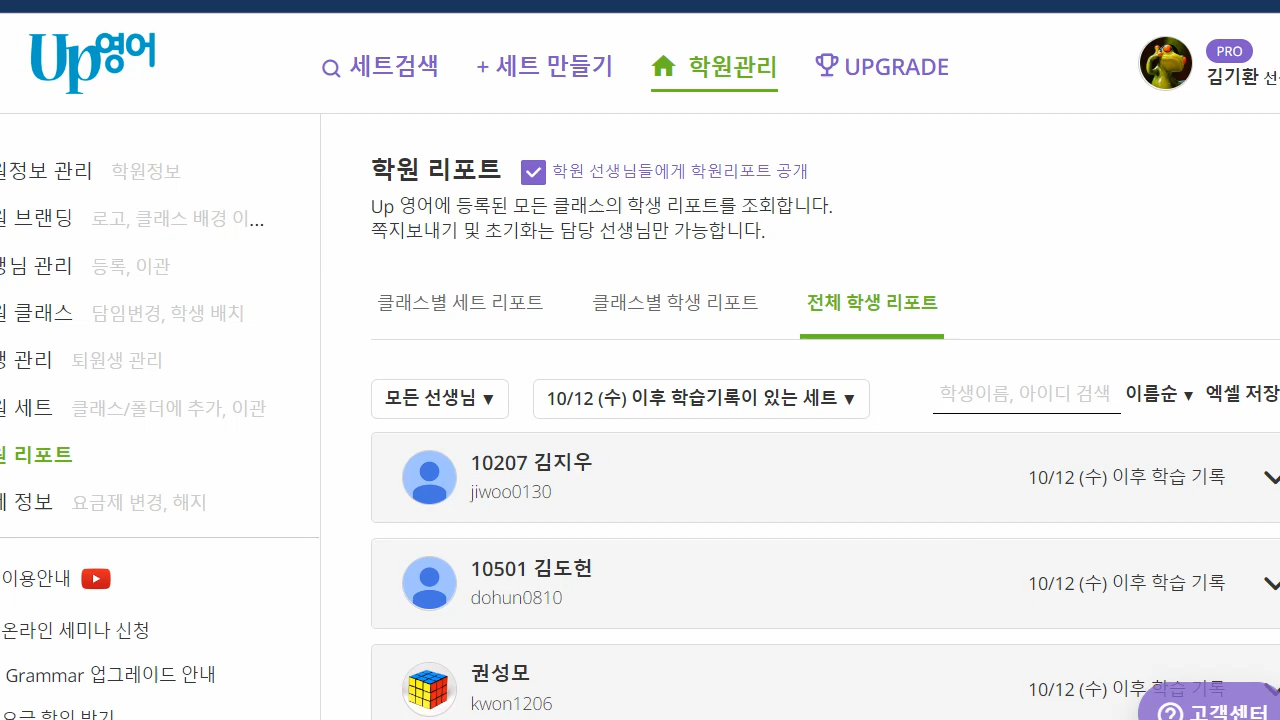 Up영어
세트검색
+ 세트 만들기
학원관리
UPGRADE
PRO
김기환
정보 관리 학원정보
브랜딩 로고, 클래스 배경 이...
관리 등록, 이관
클래스 담임변경, 학생 배치
관리 퇴원생 관리
세트 클래스/폴더에 추가, 이관
리포트
정보 요금제 변경, 해지
이용안내
온라인 세미나 신청
Grammar 업그레이드 안내
학원 리포트
학원 선생님들에게 학원리포트 공개
Up 영어에 등록된 모든 클래스의 학생 리포트를 조회합니다.
쪽지보내기 및 초기화는 담당 선생님만 가능합니다.
클래스별 세트 리포트
클래스별 학생 리포트
전체 학생 리포트
모든 선생님 ▼
10/12 (수) 이후 학습기록이 있는 세트 ▼
학생이름, 아이디 검색
이름순 ▼
엑셀 저장
10207 김지우
jiwoo0130
10/12 (수) 이후 학습 기록
10501 김도헌
dohun0810
10/12 (수) 이후 학습 기록
권성모
kwon1206
10/12 (수) 이후 학습 기록
고객센터